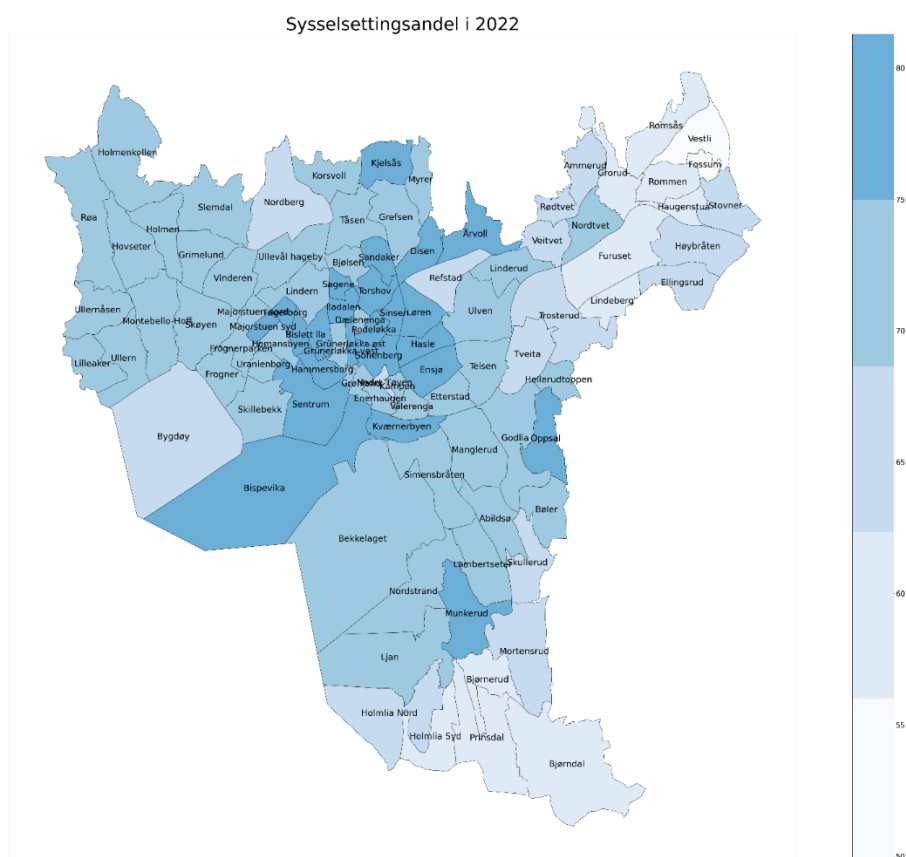 Sysselsettingsandel i 2022
80
75
70
65
60
55
50
Holmenkollen
Korsvoll
Kjelsås
Myrer
Romsås
Vestli
Fossum
Ammerud
Grorud
Rommen
Haugenstua
Stovner
Nordberg
Slemdal
Røa
Holmen
Hovseter
Tåsen
Grefsen
Rødtvet
Nordtvet
Årvoll
Veitvet
Høybråten
Grimelund
Ullevål hageby
Sandaker
Disen
Furuset
Bjølsen
Linderud
Refstad
Vinderen
Ellingsrud
Lindern
Sagene
Torshov
Lindeberg
Ullernåsen
Montebello-Hoff
Skøyen
Iladalen
Sinsen
Løren
Ulven
Trosterud
Dælenenga
Majorstuen syd
Rodeløkka
Bislett
Ila
Homansbyen
Grünerløkka øst
Grünerløkka vest
Hasle
Frognerparken
Sofienberg
Tveita
Ullern
Lilleaker
Uranienborg
Hammersborg
Ensjø
Teisen
Frogner
Kampen
Hellerudtoppen
Etterstad
Enerhaugen
Vålerenga
Skillebekk
Sentrum
Kværnerbyen
Bygdøy
Godlia
Oppsal
Manglerud
Simensbråten
Bispevika
Bøler
Abildsø
Bekkelaget
Lambertseter
Skullerud
Nordstrand
Munkerud
Mortensrud
Ljan
Bjørnerud
Holmlia Nord
Holmlia Syd
Prinsdal
Bjørndal